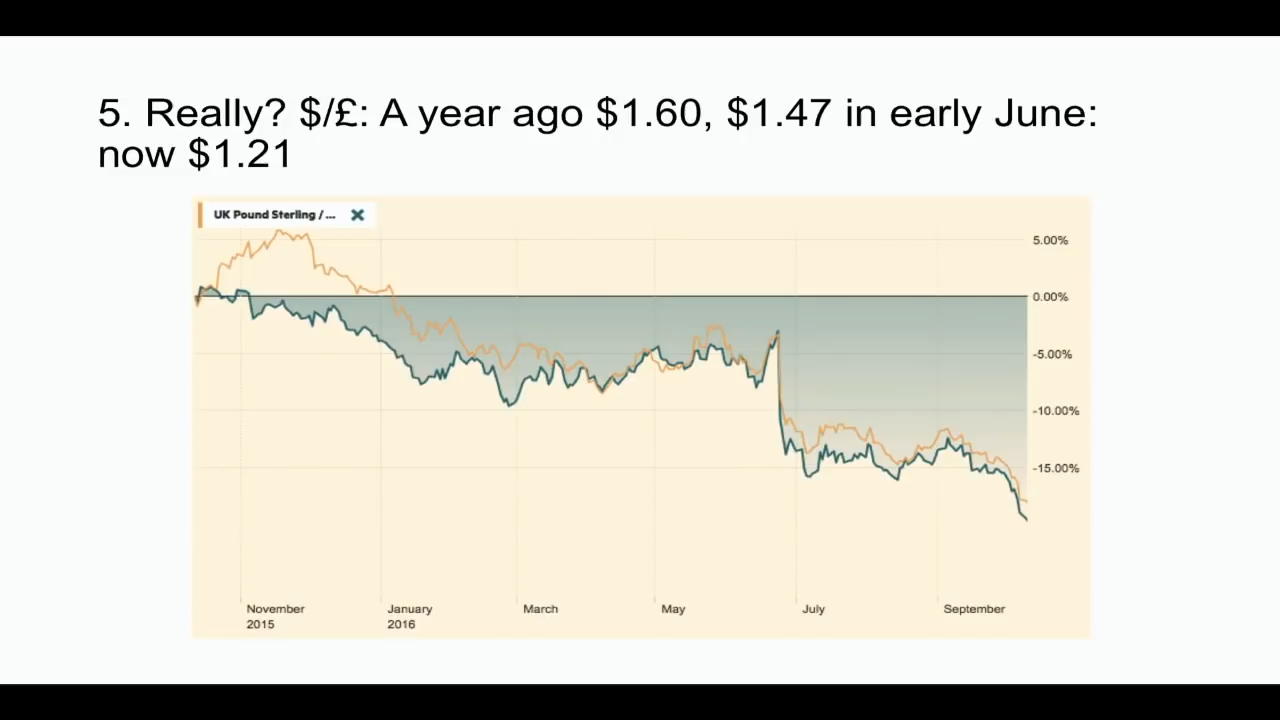 5. Really? $/£: A year ago $1.60, $1.47 in early June:
now $1.21
UK Pound Sterling / ...
5.00%
0.00%
-5.00%
-10.00%
-15.00%
November
2015
January
2016
March
May
July
September